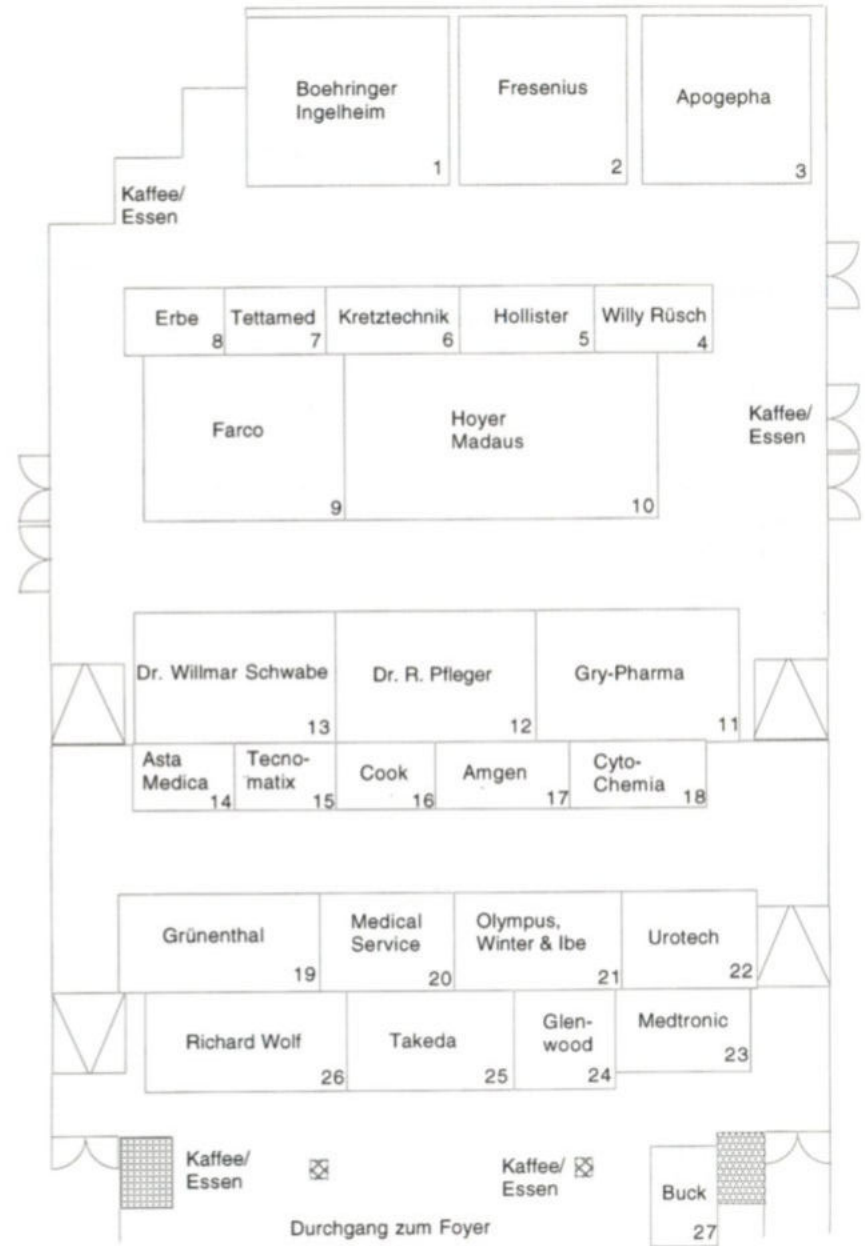 Boehringer
Ingelheim
1
Fresenius
2
Apogepha
3
Kaffee/
Essen
Erbe
8
Tettamed
7
Kretztechnik
6
Hollister
5
Willy Rüsch
4
Farco
9
Hoyer
Madaus
10
Kaffee/
Essen
Dr. Willmar Schwabe
13
Dr. R. Pfleger
12
Gry-Pharma
11
Asta
Medica
14
Tecno-
matix
15
Cook
16
Amgen
17
Cyto-
Chemia
18
Grünenthal
19
Medical
Service
20
Olympus,
Winter & Ibe
21
Urotech
22
Richard Wolf
26
Takeda
25
Glen-
wood
24
Medtronic
23
Kaffee/
Essen
Kaffee/
Essen
Buck
27
Durchgang zum Foyer